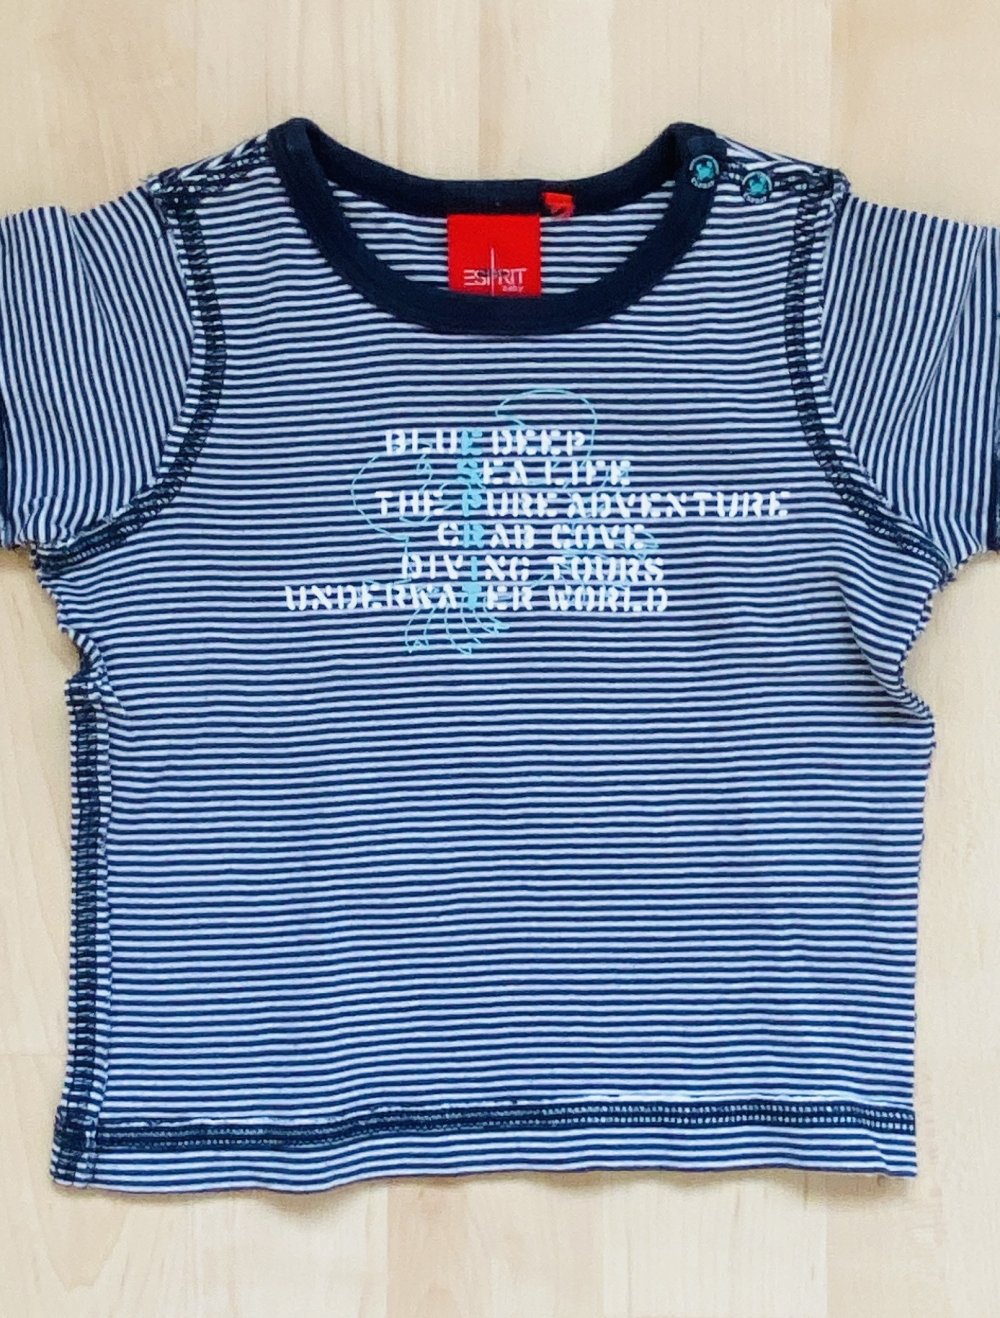 ESPRIT
baby
BLUE DEEP
SEA LIFE
THE PURE ADVENTURE
CRAB COVE
DIVING TOURS
UNDERWATER WORLD